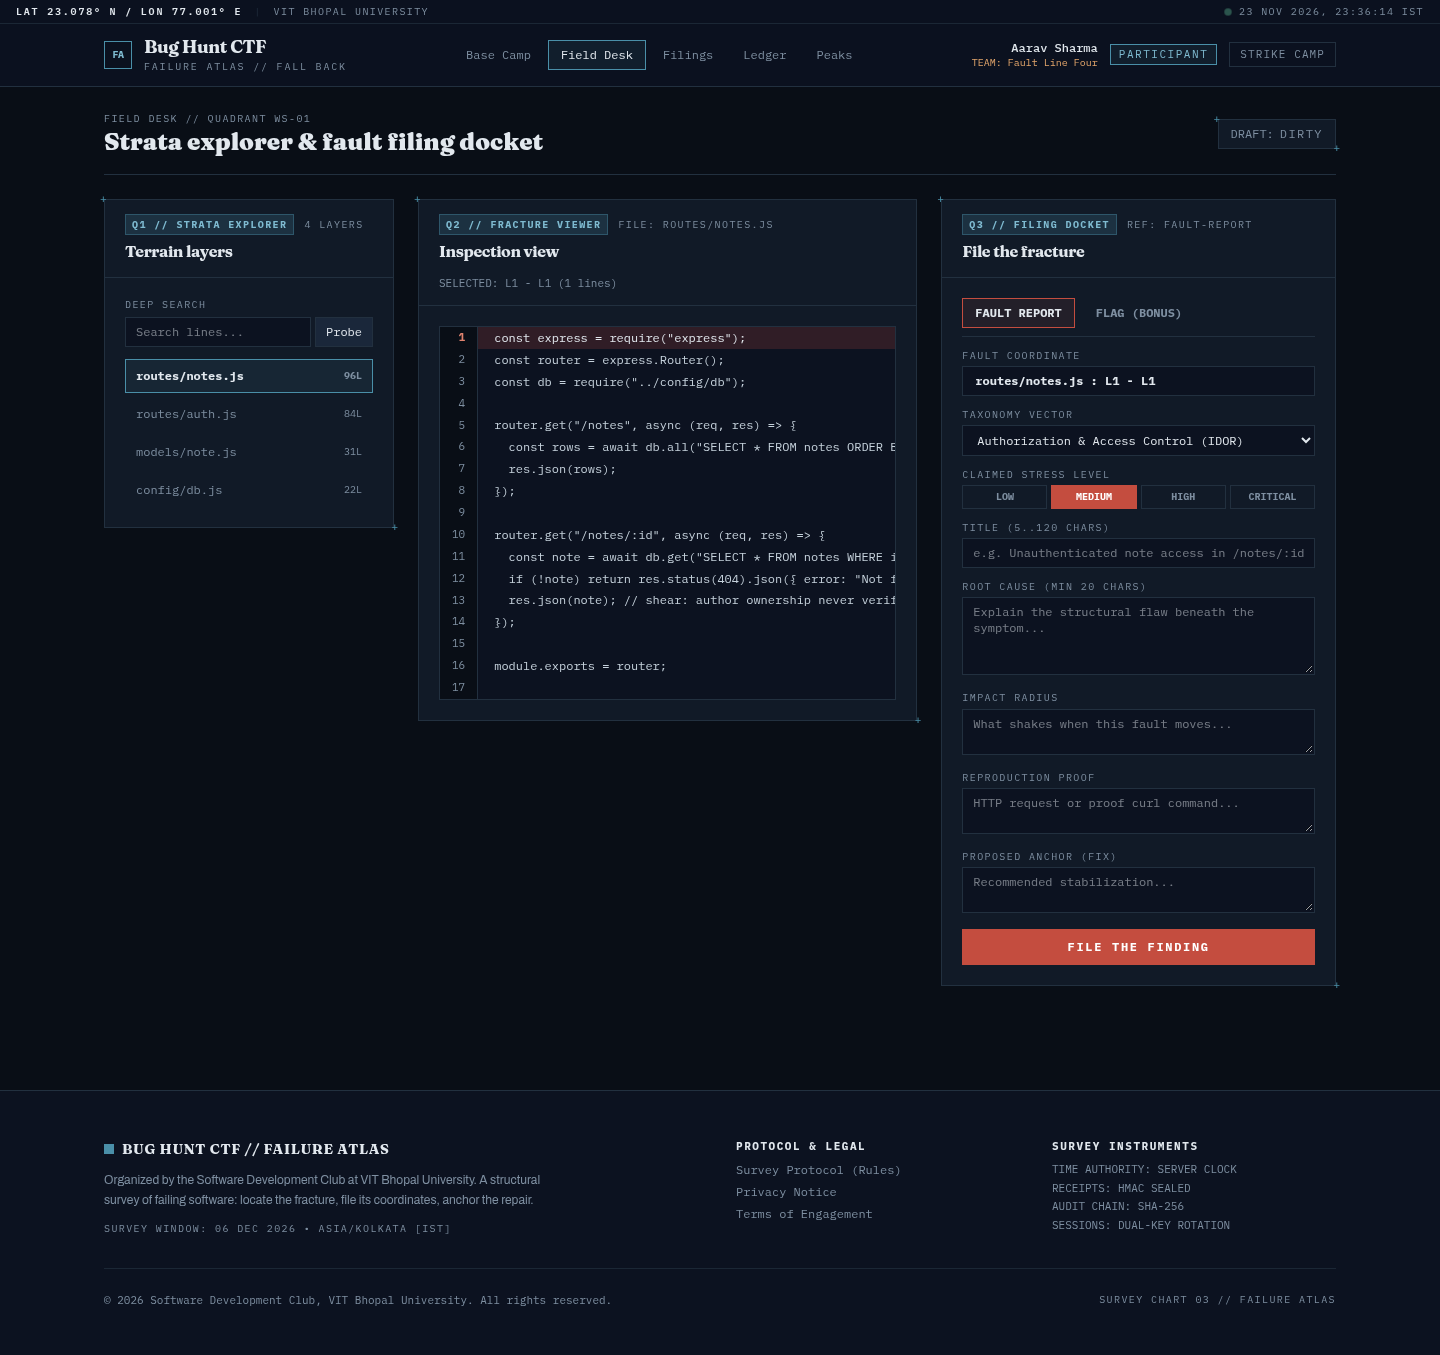 LAT 23.078° N / LON 77.001° E | VIT BHOPAL UNIVERSITY
23 NOV 2026, 23:36:14 IST
FA
Bug Hunt CTF
FAILURE ATLAS // FALL BACK
Base Camp
Field Desk
Filings
Ledger
Peaks
Aarav Sharma
TEAM: Fault Line Four
PARTICIPANT
STRIKE CAMP
FIELD DESK // QUADRANT WS-01
Strata explorer & fault filing docket
DRAFT: DIRTY
Q1 // STRATA EXPLORER 4 LAYERS
Terrain layers
DEEP SEARCH
Search lines... Probe
routes/notes.js 96L
routes/auth.js 84L
models/note.js 31L
config/db.js 22L
Q2 // FRACTURE VIEWER FILE: ROUTES/NOTES.JS
Inspection view
SELECTED: L1 - L1 (1 lines)
1 const express = require("express");
2 const router = express.Router();
3 const db = require("../config/db");
4
5 router.get("/notes", async (req, res) => {
6 const rows = await db.all("SELECT * FROM notes ORDER
7 res.json(rows);
8 });
9
10 router.get("/notes/:id", async (req, res) => {
11 const note = await db.get("SELECT * FROM notes WHERE
12 if (!note) return res.status(404).json({ error: "Not
13 res.json(note); // shear: author ownership never verif
14 });
15
16 module.exports = router;
17
Q3 // FILING DOCKET REF: FAULT-REPORT
File the fracture
FAULT REPORT FLAG (BONUS)
FAULT COORDINATE
routes/notes.js : L1 - L1
TAXONOMY VECTOR
Authorization & Access Control (IDOR)
CLAIMED STRESS LEVEL
LOW MEDIUM HIGH CRITICAL
TITLE (5..120 CHARS)
e.g. Unauthenticated note access in /notes/:id
ROOT CAUSE (MIN 20 CHARS)
Explain the structural flaw beneath the
symptom...
IMPACT RADIUS
What shakes when this fault moves...
REPRODUCTION PROOF
HTTP request or proof curl command...
PROPOSED ANCHOR (FIX)
Recommended stabilization...
FILE THE FINDING
BUG HUNT CTF // FAILURE ATLAS
Organized by the Software Development Club at VIT Bhopal University. A structural
survey of failing software: locate the fracture, file its coordinates, anchor the repair.
SURVEY WINDOW: 06 DEC 2026 • ASIA/KOLKATA [IST]
PROTOCOL & LEGAL
Survey Protocol (Rules)
Privacy Notice
Terms of Engagement
SURVEY INSTRUMENTS
TIME AUTHORITY: SERVER CLOCK
RECEIPTS: HMAC SEALED
AUDIT CHAIN: SHA-256
SESSIONS: DUAL-KEY ROTATION
© 2026 Software Development Club, VIT Bhopal University. All rights reserved.
SURVEY CHART 03 // FAILURE ATLAS